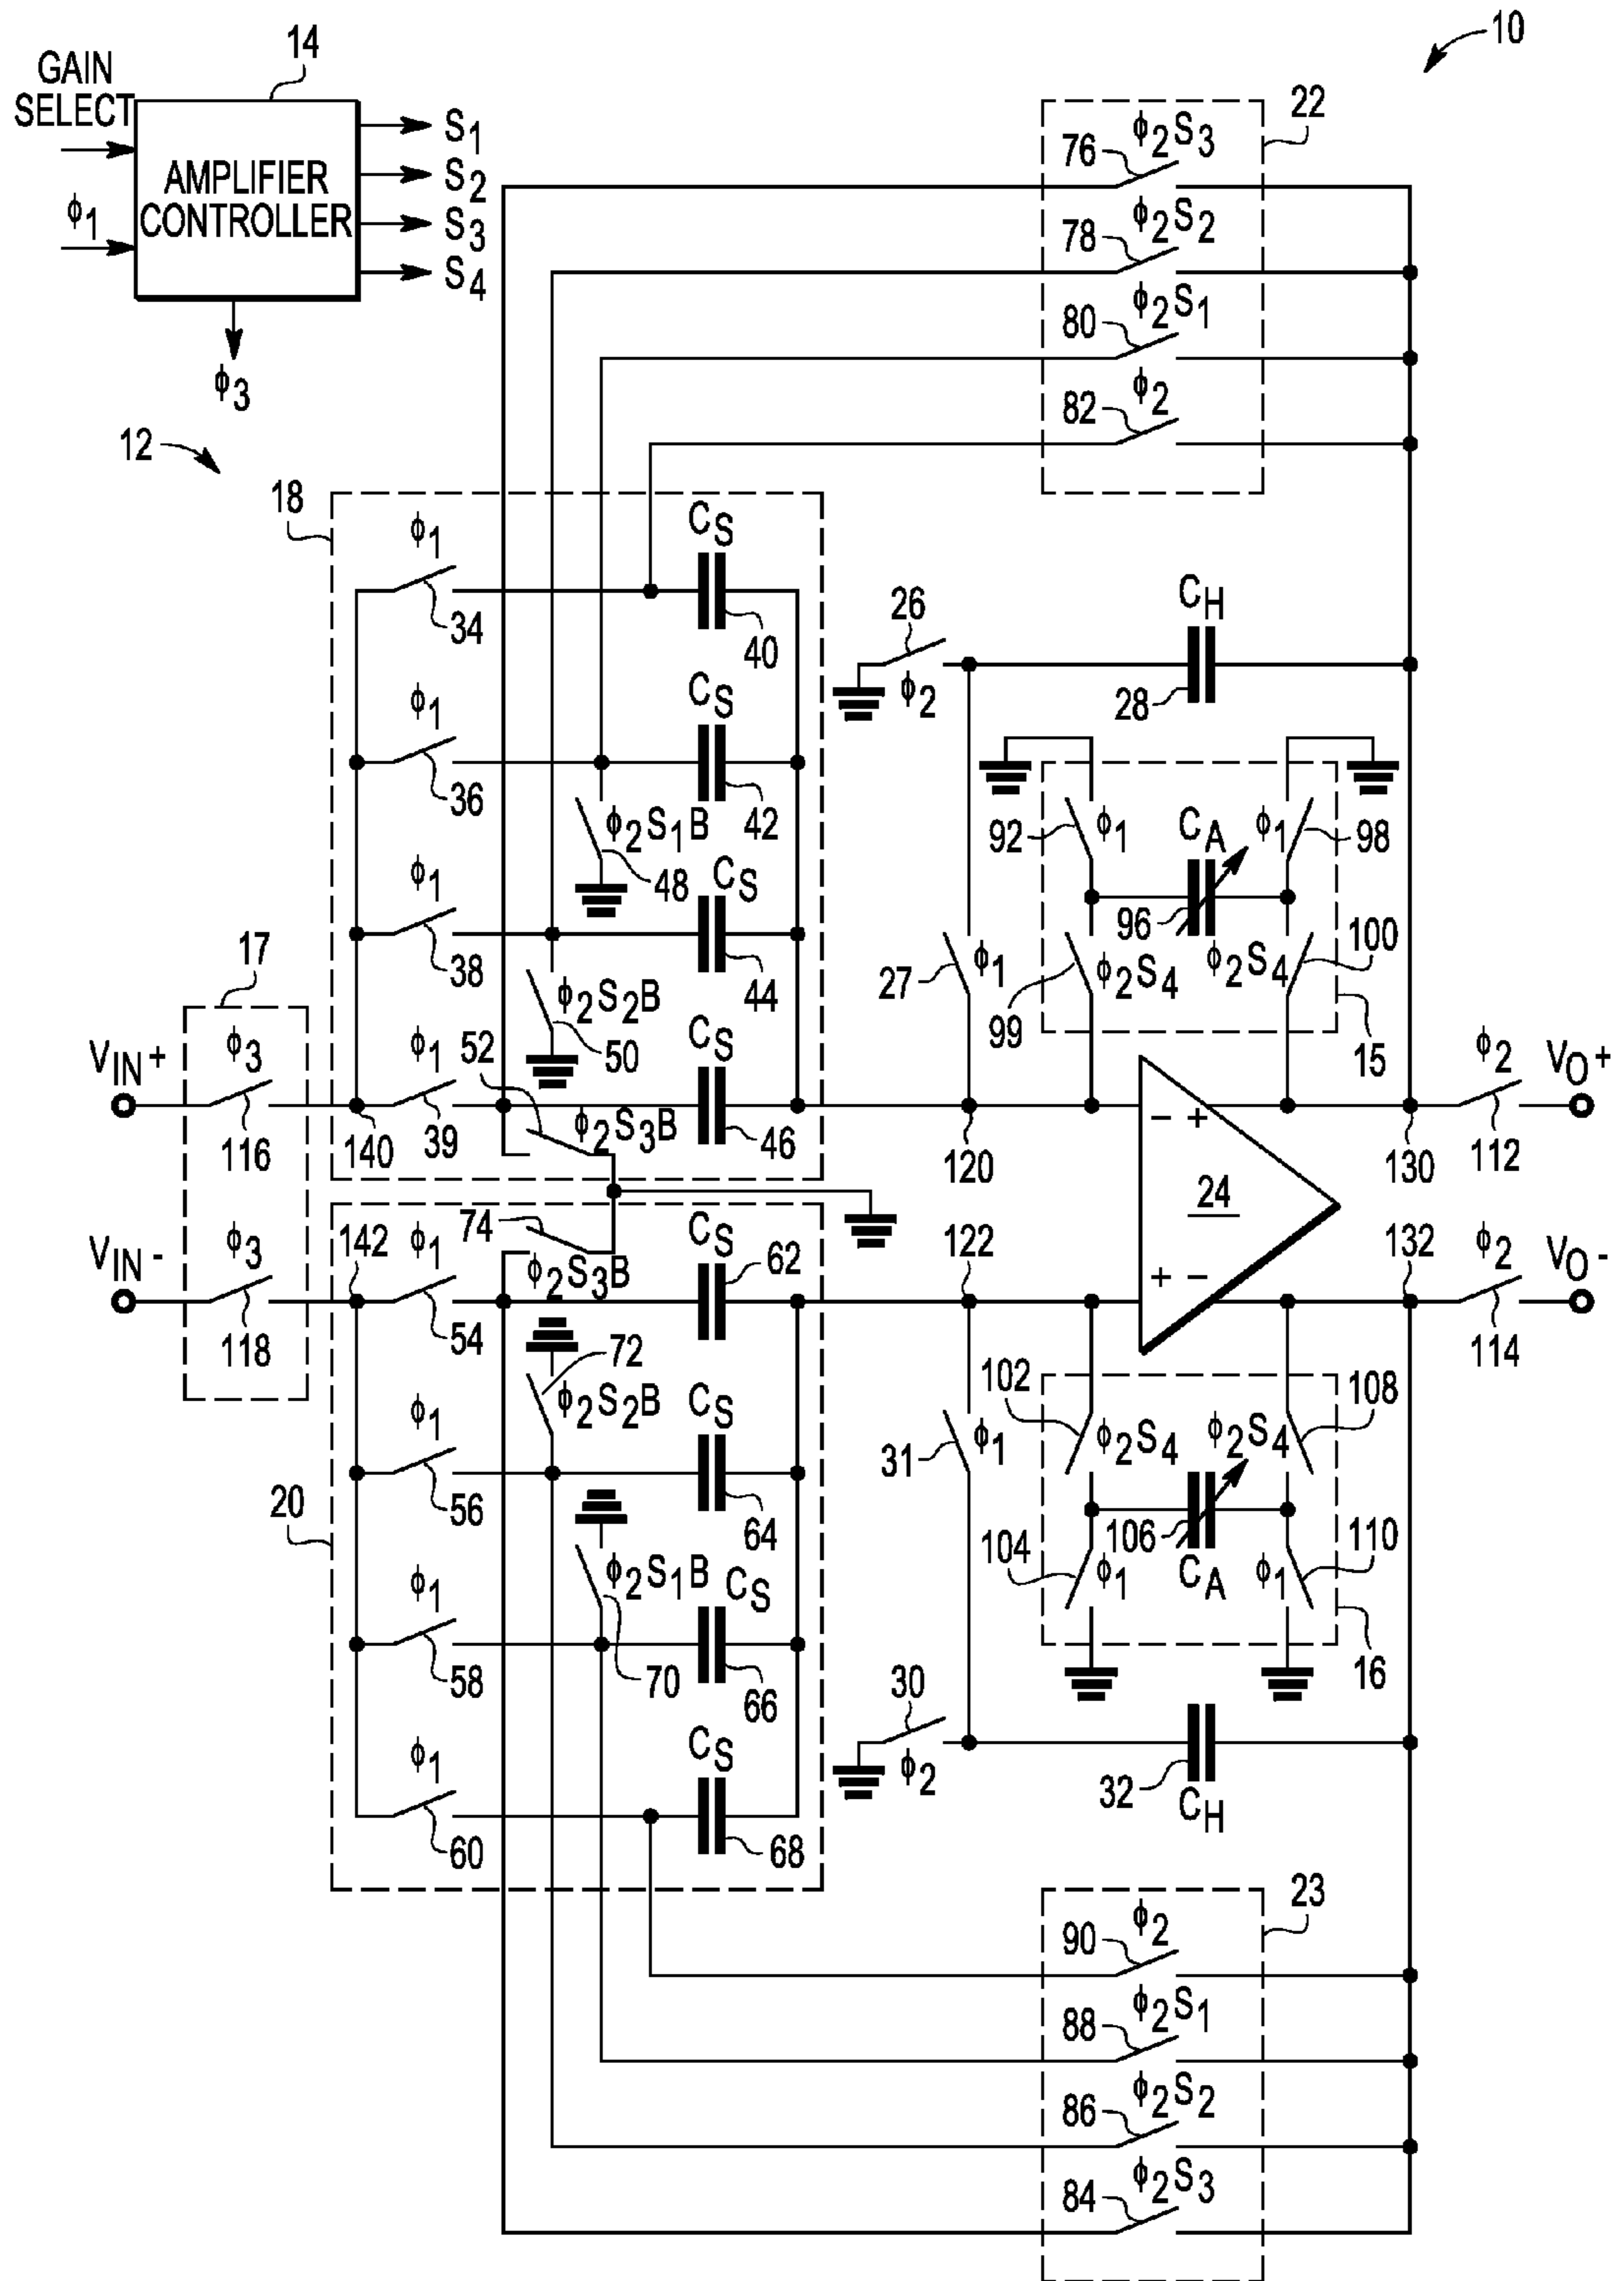 10
14
GAIN
SELECT
ϕ1
AMPLIFIER
CONTROLLER
S1
S2
S3
S4
ϕ3
12
22
ϕ2S3
76
ϕ2S2
78
ϕ2S1
80
ϕ2
82
18
ϕ1
34
CS
40
ϕ1
36
CS
42
ϕ2S1B
48
ϕ1
38
CS
44
ϕ2S2B
50
ϕ1
39
52
ϕ2S3B
CS
46
140
26
ϕ2
CH
28
27
ϕ1
92
ϕ1
CA
96
ϕ1
98
99
ϕ2S4
ϕ2S4
100
15
17
VIN+
ϕ3
116
VIN-
ϕ3
118
120
- +
24
+ -
130
ϕ2
112
VO+
122
132
ϕ2
114
VO-
142
ϕ1
54
74
ϕ2S3B
CS
62
20
ϕ1
56
72
ϕ2S2B
CS
64
ϕ1
58
ϕ2S1B
70
CS
66
ϕ1
60
CS
68
31
ϕ1
102
ϕ2S4
ϕ2S4
108
104
ϕ1
106
CA
ϕ1
110
16
30
ϕ2
32
CH
23
ϕ2
90
ϕ2S1
88
ϕ2S2
86
ϕ2S3
84